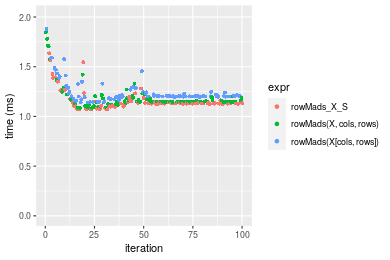 2.0
1.5
1.0
0.5
0.0
time (ms)
0 25 50 75 100
iteration
expr
rowMads_X_S
rowMads(X, cols, rows)
rowMads(X[cols, rows])